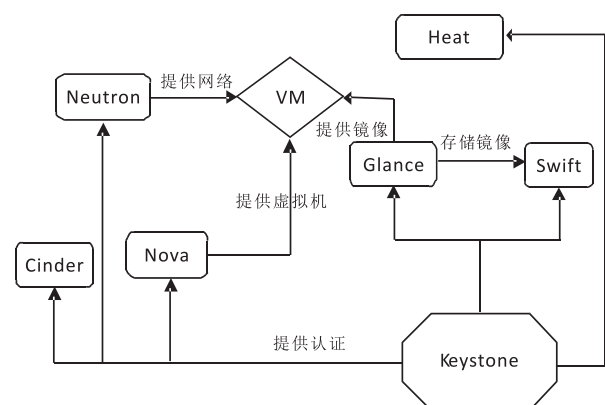 Heat
Neutron
提供网络
VM
提供镜像
Glance
存储镜像
Swift
提供虚拟机
Cinder
Nova
提供认证
Keystone